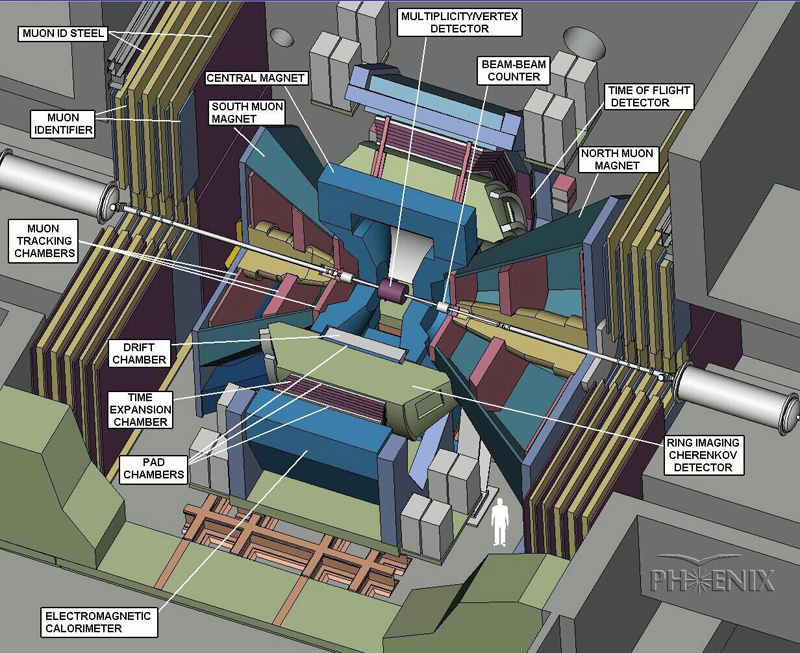 MULTIPLICITY/VERTEX
DETECTOR
MUON ID STEEL
BEAM-BEAM
COUNTER
CENTRAL MAGNET
TIME OF FLIGHT
DETECTOR
SOUTH MUON
MAGNET
MUON
IDENTIFIER
NORTH MUON
MAGNET
MUON
TRACKING
CHAMBERS
DRIFT
CHAMBER
TIME
EXPANSION
CHAMBER
RING IMAGING
CHERENKOV
DETECTOR
PAD
CHAMBERS
PHENIX
ELECTROMAGNETIC
CALORIMETER